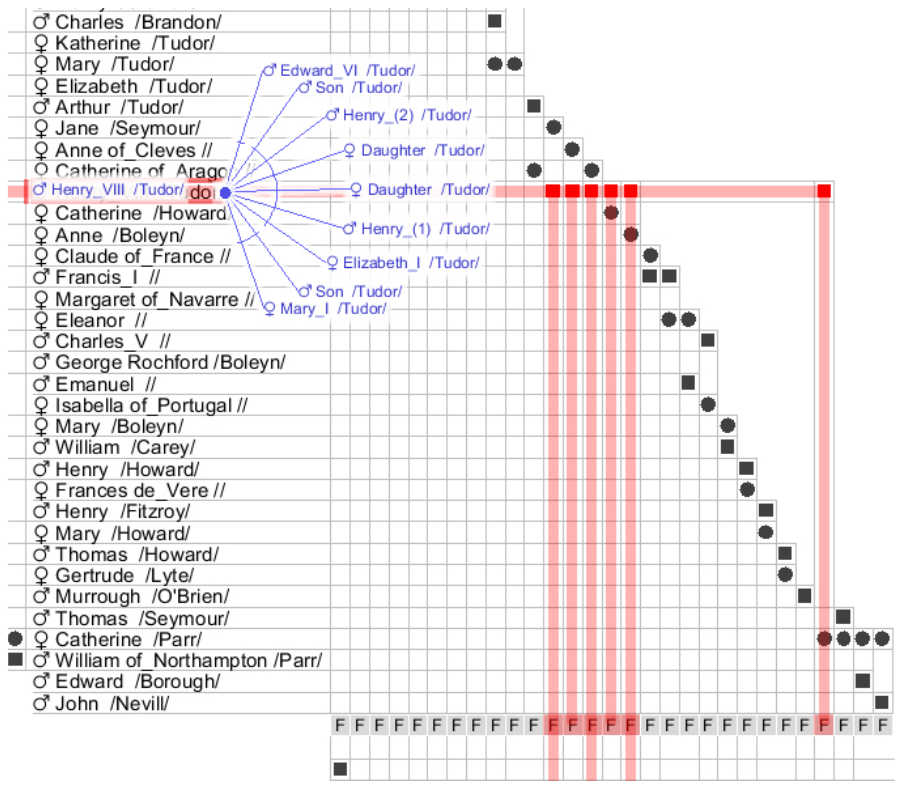 ♂ Charles /Brandon/
♀ Katherine /Tudor/
♀ Mary /Tudor/
♀ Elizabeth /Tudor/
♂ Arthur /Tudor/
♀ Jane /Seymour/
♀ Anne of_Cleves //
♀ Catherine of_Arago
♂ Henry_VIII /Tudor/ do
♀ Catherine /Howard
♀ Anne /Boleyn/
♀ Claude of_France //
♂ Francis_I //
♀ Margaret of_Navarre //
♀ Eleanor //
♂ Charles_V //
♂ George Rochford /Boleyn/
♂ Emanuel //
♀ Isabella of_Portugal //
♀ Mary /Boleyn/
♂ William /Carey/
♂ Henry /Howard/
♀ Frances de_Vere //
♂ Henry /Fitzroy/
♀ Mary /Howard/
♂ Thomas /Howard/
♀ Gertrude /Lyte/
♂ Murrough /O'Brien/
♂ Thomas /Seymour/
♀ Catherine /Parr/
♂ William of_Northampton /Parr/
♂ Edward /Borough/
♂ John /Nevill/
♂ Edward_VI /Tudor/
♂ Son /Tudor/
♂ Henry_(2) /Tudor/
♀ Daughter /Tudor/
♀ Daughter /Tudor/
♂ Henry_(1) /Tudor/
♀ Elizabeth_I /Tudor/
♂ Son /Tudor/
♀ Mary_I /Tudor/
F F F F F F F F F F F F F F F F F F F F F F F F F F F F F